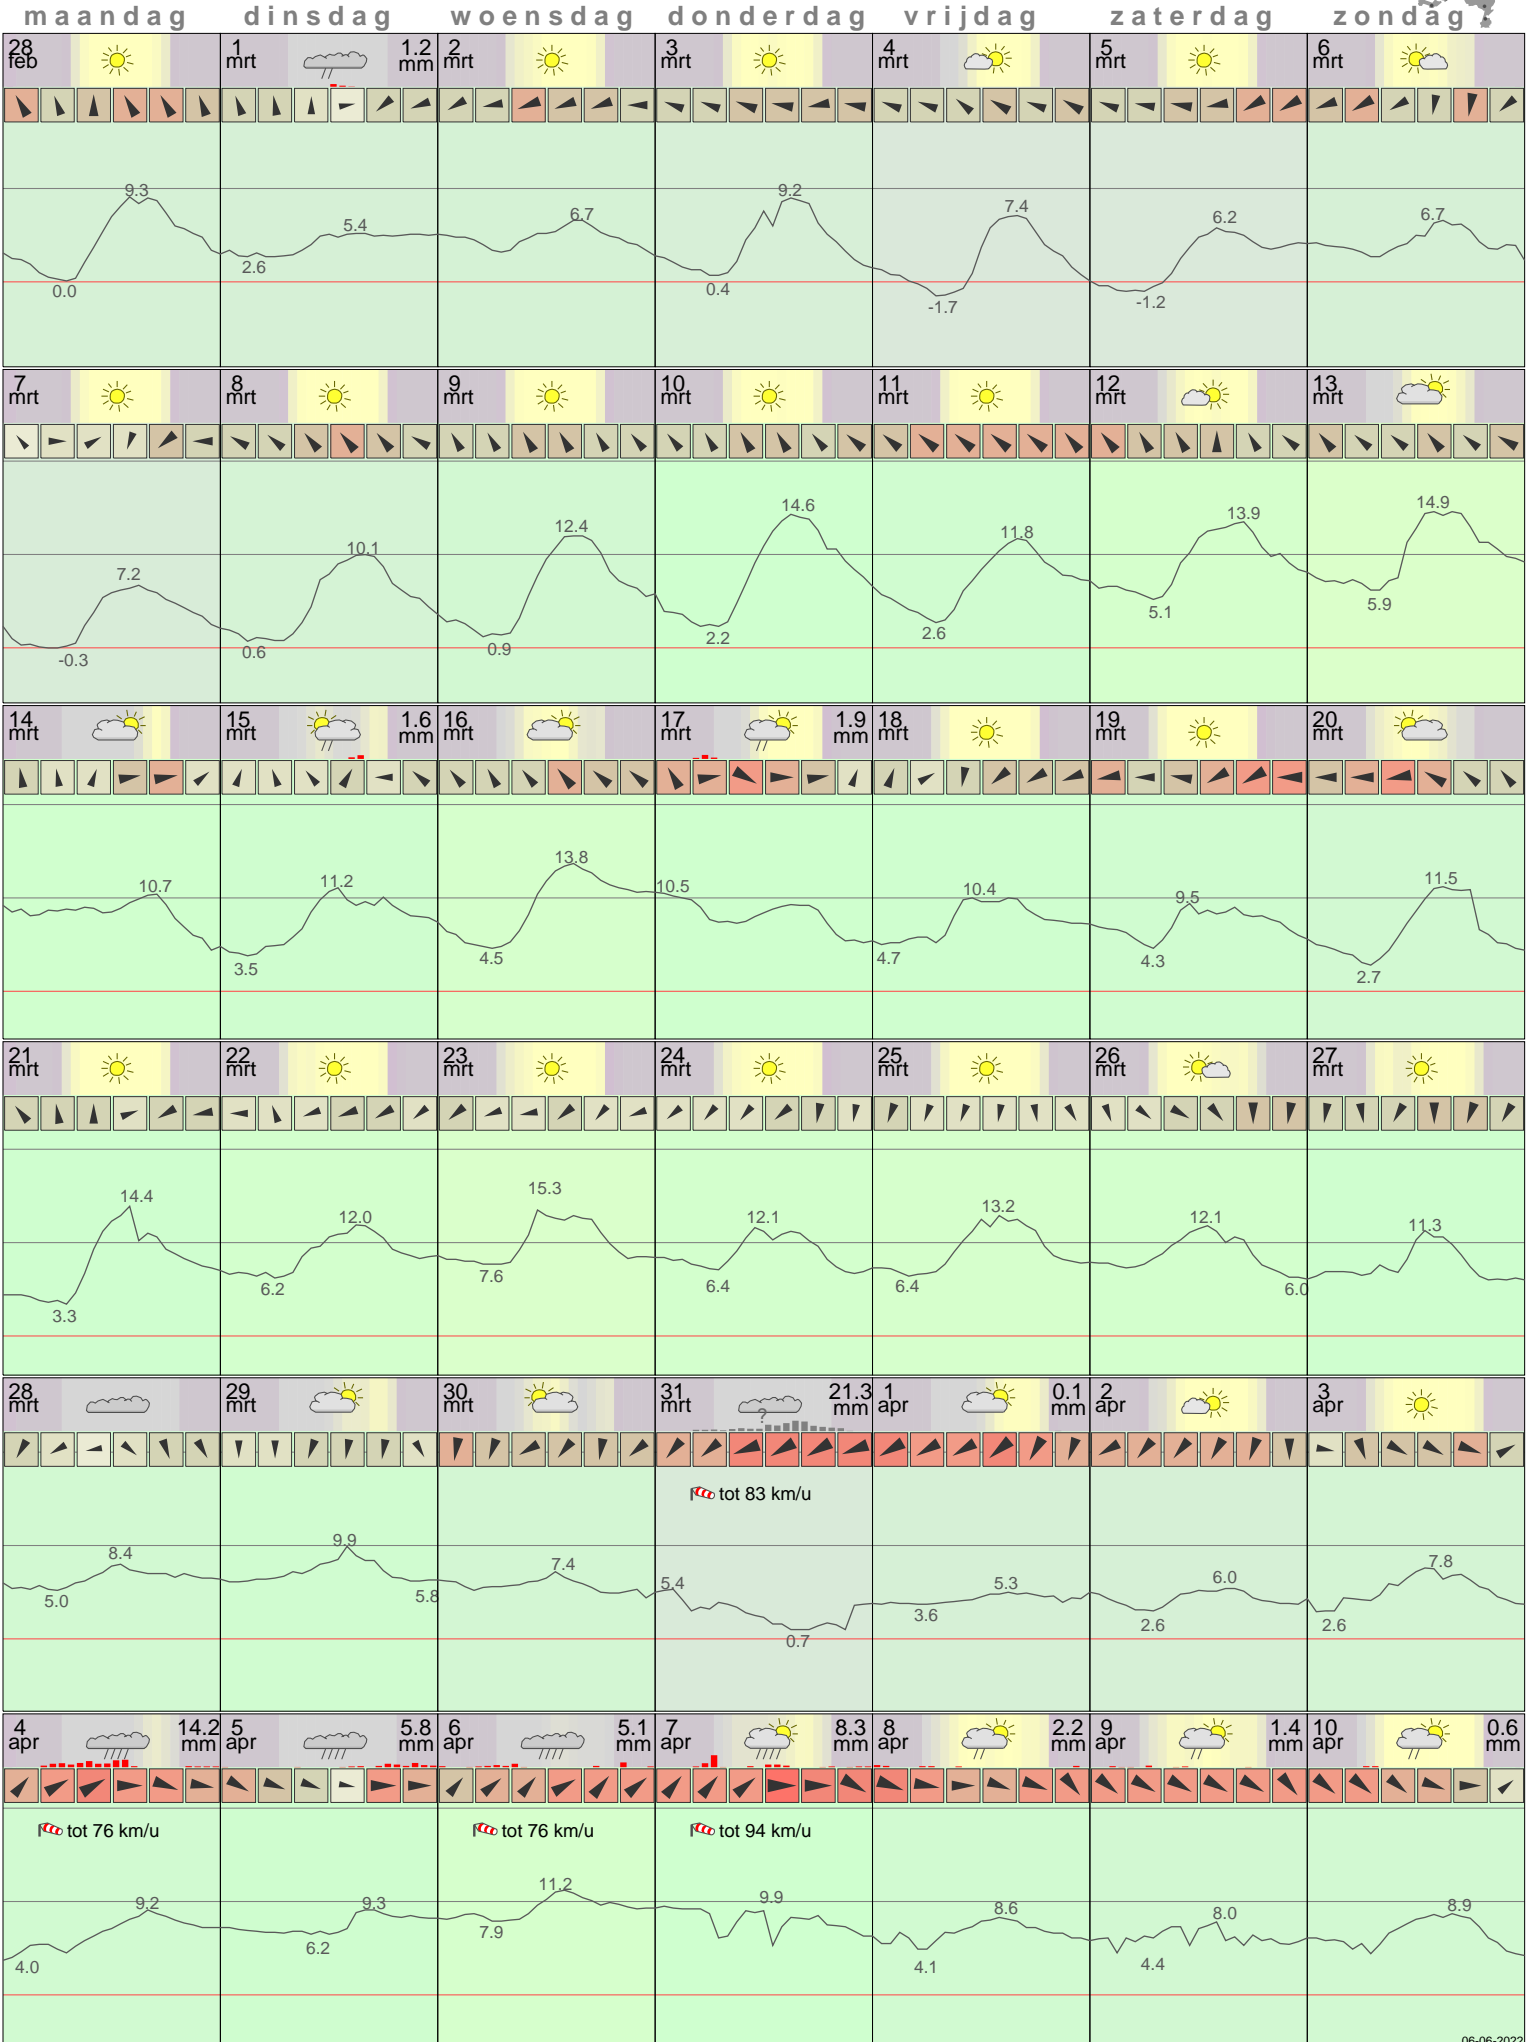 maandag dinsdag woensdag donderdag vrijdag zaterdag zondag
28 feb 1 mrt 1.2 mm 2 mrt 3 mrt 4 mrt 5 mrt 6 mrt
9.3 5.4 6.7 9.2 7.4 6.2 6.7
0.0 2.6 0.4 -1.7 -1.2
7 mrt 8 mrt 9 mrt 10 mrt 11 mrt 12 mrt 13 mrt
7.2 10.1 12.4 14.6 11.8 13.9 14.9
-0.3 0.6 0.9 2.2 2.6 5.1 5.9
14 mrt 15 mrt 1.6 mm 16 mrt 17 mrt 1.9 mm 18 mrt 19 mrt 20 mrt
10.7 11.2 13.8 10.5 10.4 9.5 11.5
3.5 4.5 4.7 4.3 2.7
21 mrt 22 mrt 23 mrt 24 mrt 25 mrt 26 mrt 27 mrt
14.4 12.0 15.3 12.1 13.2 12.1 11.3
3.3 6.2 7.6 6.4 6.4 6.0
28 mrt 29 mrt 30 mrt 31 mrt ? 21.3 mm 1 apr 0.1 mm 2 apr 3 apr
tot 83 km/u
8.4 9.9 7.4 5.4 5.3 6.0 7.8
5.0 5.8 0.7 3.6 2.6 2.6
4 apr 14.2 mm 5 apr 5.8 mm 6 apr 5.1 mm 7 apr 8.3 mm 8 apr 2.2 mm 9 apr 1.4 mm 10 apr 0.6 mm
tot 76 km/u tot 76 km/u tot 94 km/u
9.2 9.3 11.2 9.9 8.6 8.0 8.9
4.0 6.2 7.9 4.1 4.4
06-06-2022